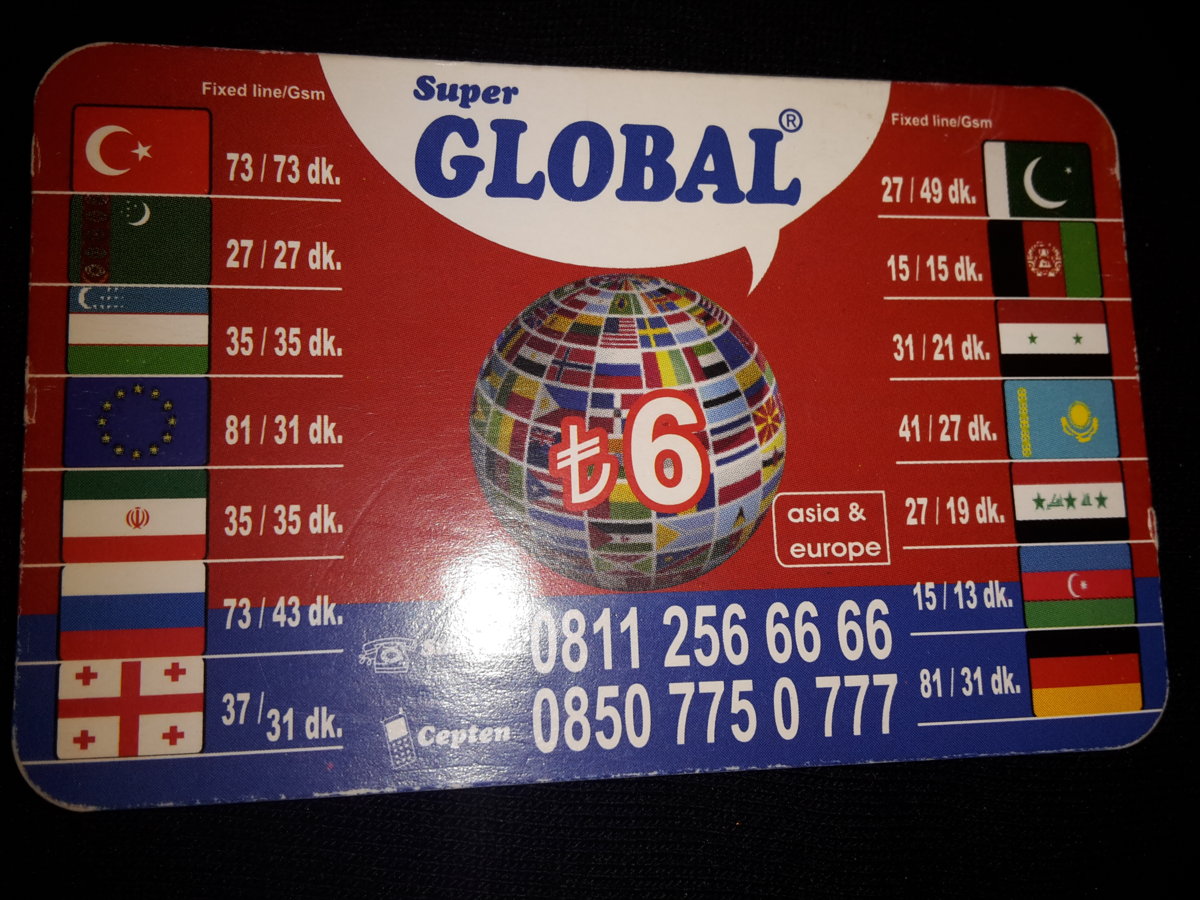 Super
GLOBAL®
Fixed line/Gsm
73 / 73 dk.
27 / 27 dk.
35 / 35 dk.
81 / 31 dk.
35 / 35 dk.
73 / 43 dk.
37 / 31 dk.
Fixed line/Gsm
27 / 49 dk.
15 / 15 dk.
31 / 21 dk.
41 / 27 dk.
27 / 19 dk.
15 / 13 dk.
81 / 31 dk.
₺6
asia &
europe
0811 256 66 66
Cepten 0850 775 0 777